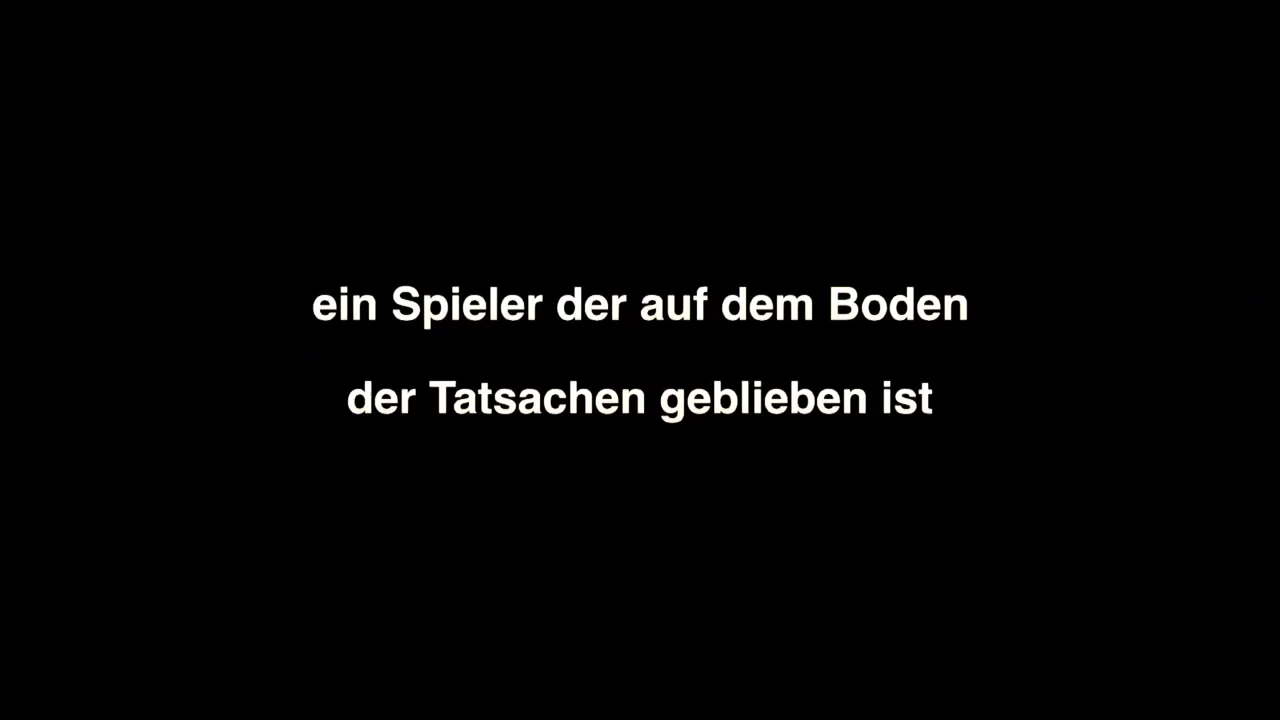 ein Spieler der auf dem Boden
der Tatsachen geblieben ist